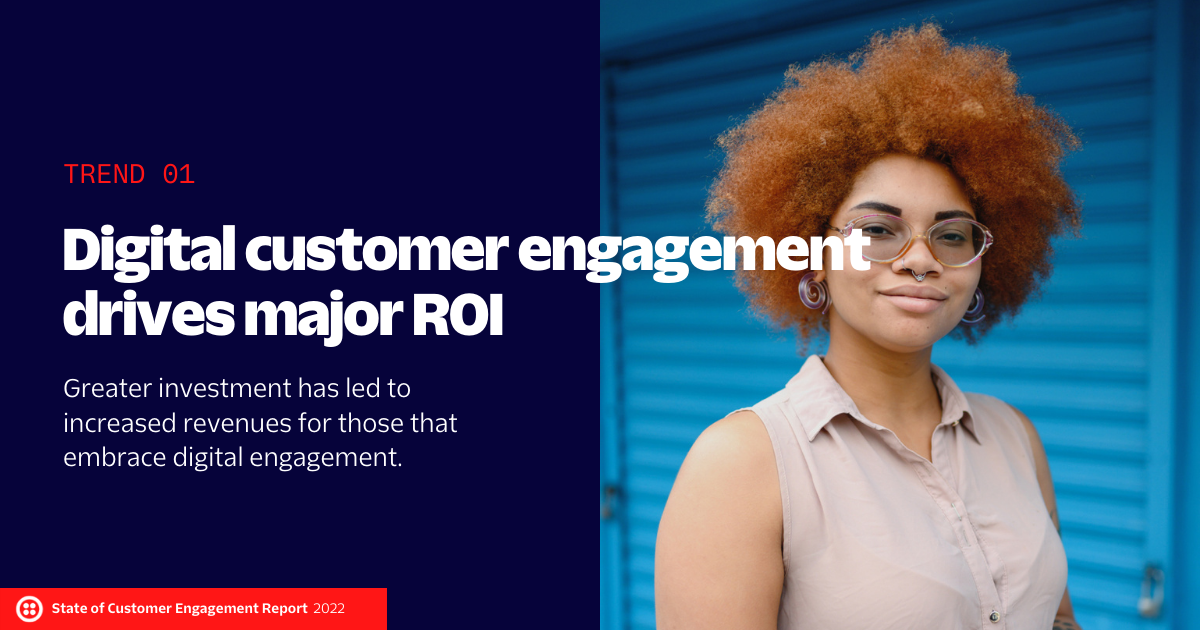 TREND 01
Digital customer engagement
drives major ROI
Greater investment has led to
increased revenues for those that
embrace digital engagement.
State of Customer Engagement Report 2022